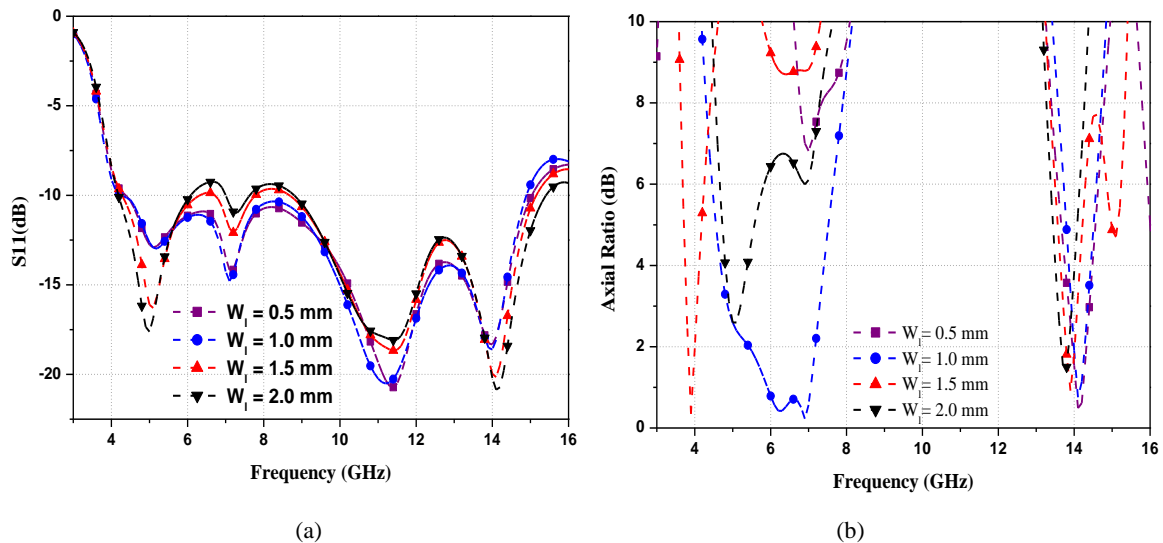 0
-5
-10
-15
-20
S11(dB)
W_l = 0.5 mm
W_l = 1.0 mm
W_l = 1.5 mm
W_l = 2.0 mm
4 6 8 10 12 14 16
Frequency (GHz)
(a)
10
8
6
4
2
0
Axial Ratio (dB)
W_l= 0.5 mm
W_l= 1.0 mm
W_l= 1.5 mm
W_l= 2.0 mm
4 6 8 10 12 14 16
Frequency (GHz)
(b)